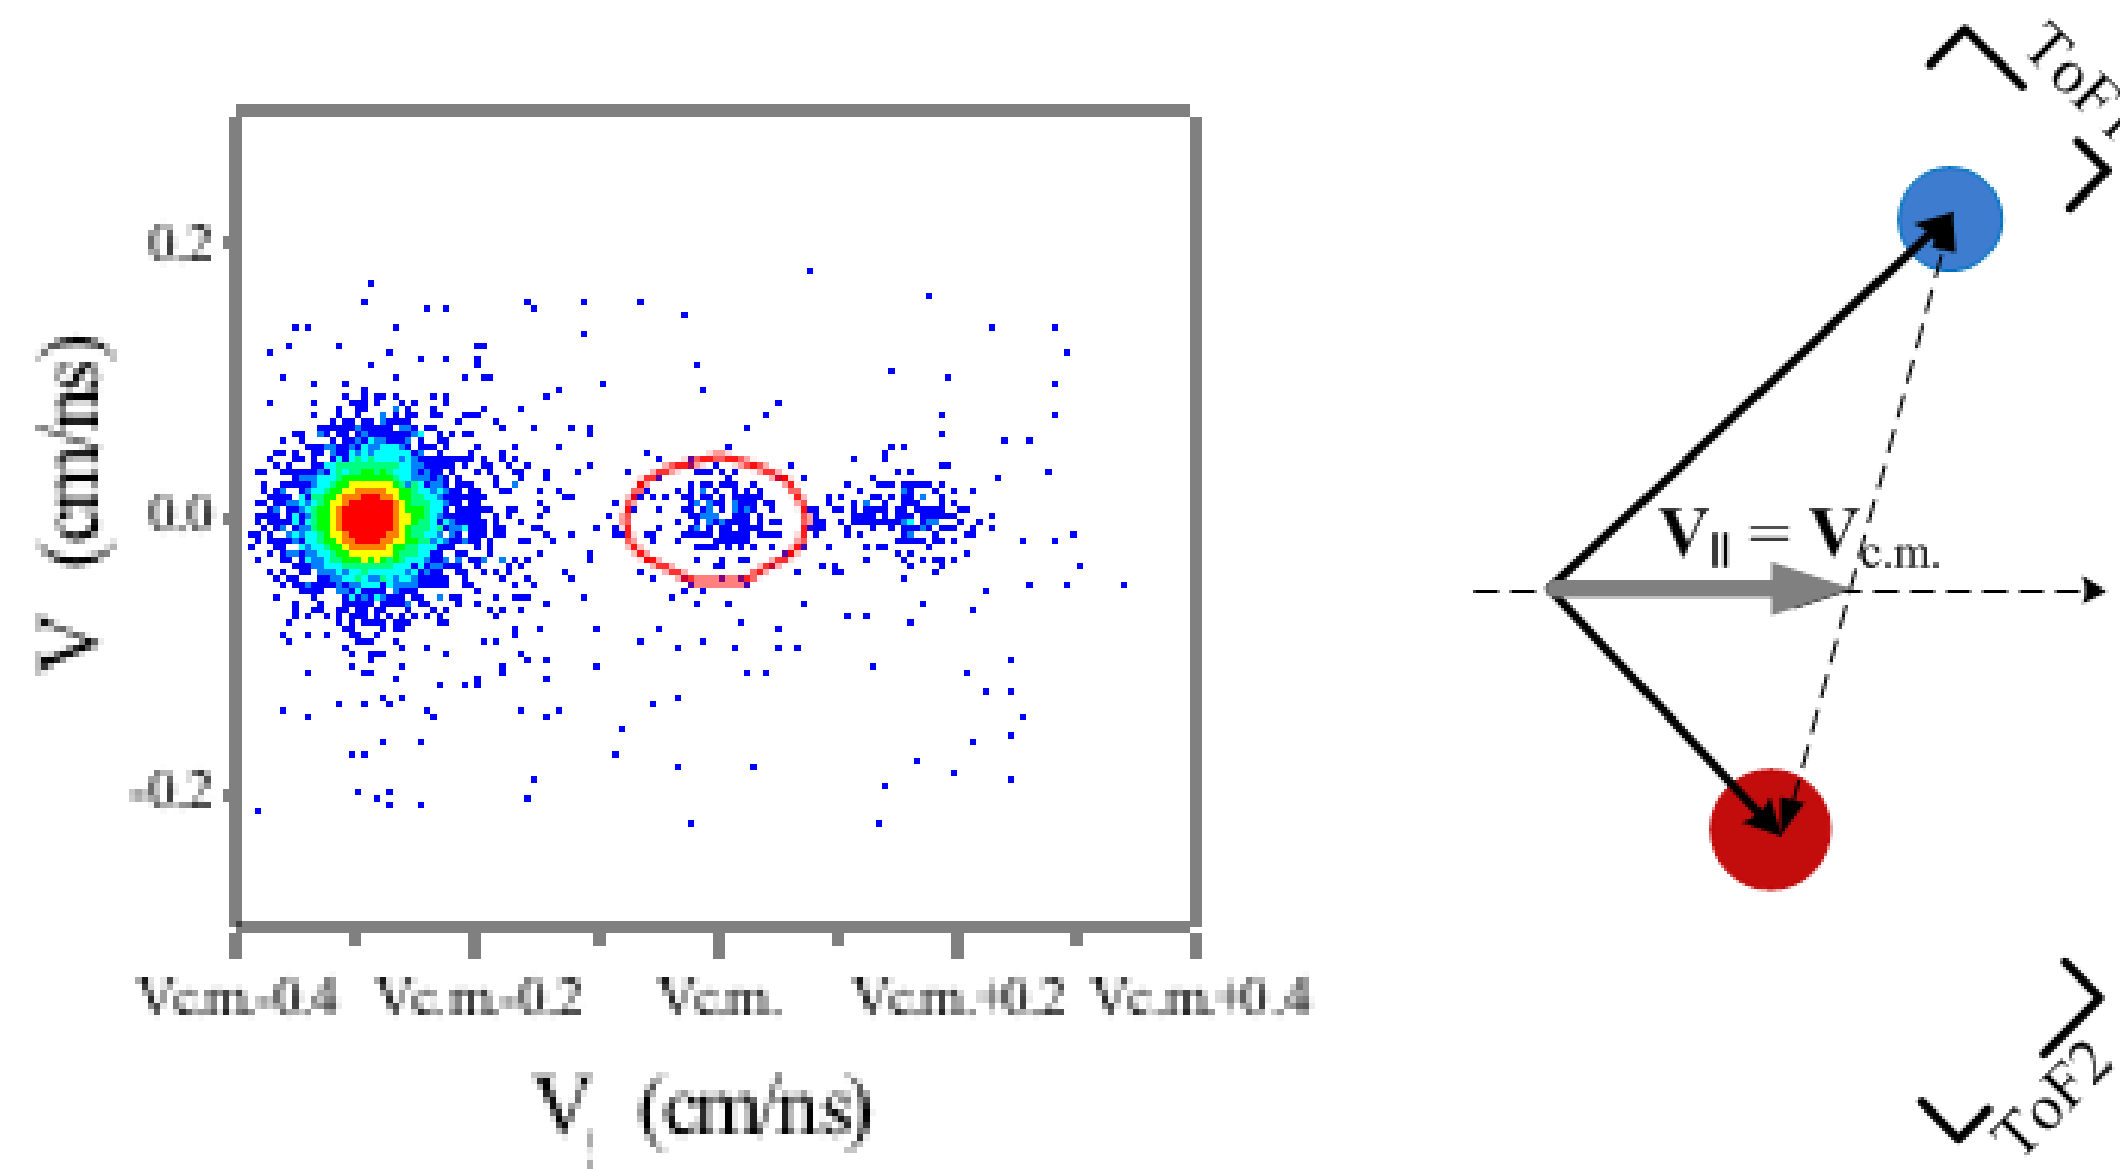 V (cm/ns)
0.2
0.0
-0.2
Vc.m.-0.4 Vc.m.-0.2 Vc.m. Vc.m.+0.2 Vc.m.+0.4
V| (cm/ns)
ToF1
V|| = Vc.m.
ToF2